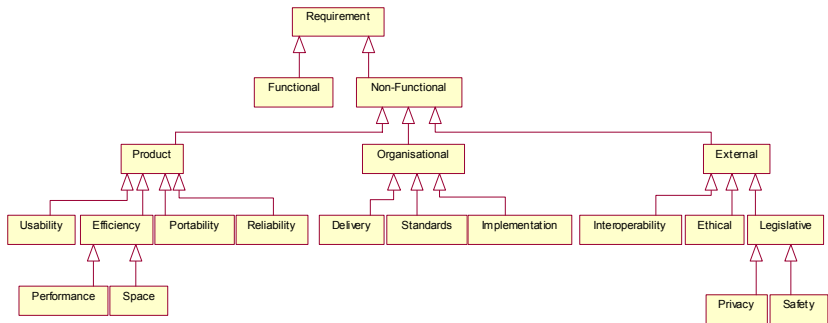 Requirement
Functional
Non-Functional
Product
Organisational
External
Usability
Efficiency
Portability
Reliability
Delivery
Standards
Implementation
Interoperability
Ethical
Legislative
Performance
Space
Privacy
Safety